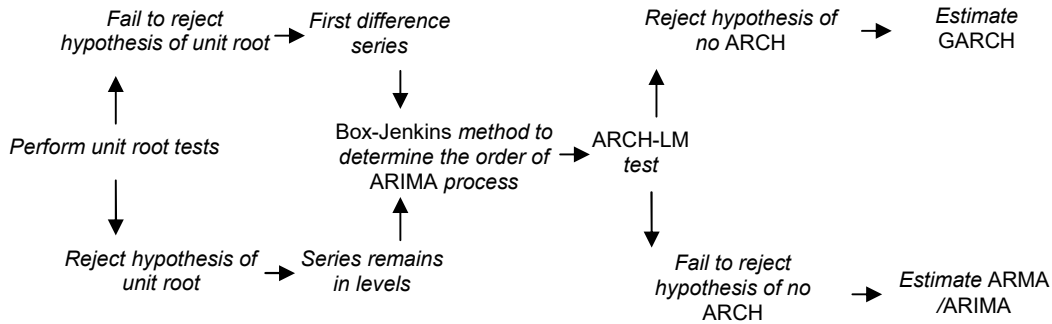 Fail to reject
hypothesis of unit root
First difference
series
Reject hypothesis of
no ARCH
Estimate
GARCH
Perform unit root tests
Box-Jenkins method to
determine the order of
ARIMA process
ARCH-LM
test
Reject hypothesis of
unit root
Series remains
in levels
Fail to reject
hypothesis of no
ARCH
Estimate ARMA
/ARIMA